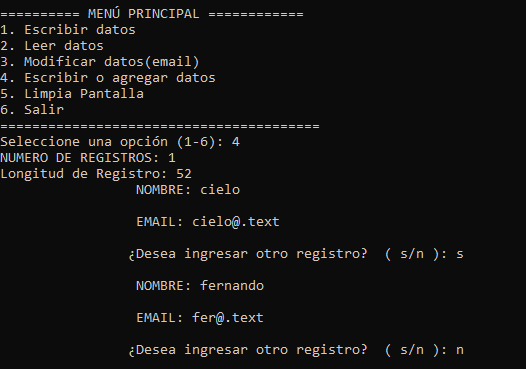 ========== MENÚ PRINCIPAL ============
1. Escribir datos
2. Leer datos
3. Modificar datos(email)
4. Escribir o agregar datos
5. Limpia Pantalla
6. Salir
========================================
Seleccione una opción (1-6): 4
NUMERO DE REGISTROS: 1
Longitud de Registro: 52
NOMBRE: cielo
EMAIL: cielo@.text
¿Desea ingresar otro registro?  ( s/n ): s
NOMBRE: fernando
EMAIL: fer@.text
¿Desea ingresar otro registro?  ( s/n ): n